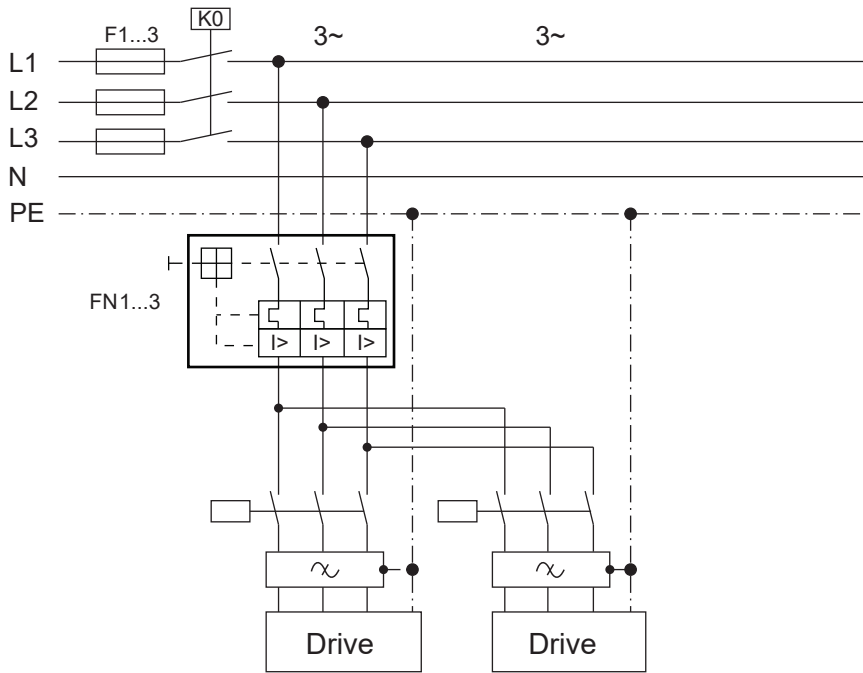 K0
F1...3
3~
3~
L1
L2
L3
N
PE
FN1...3
I>
I>
I>
Drive
Drive